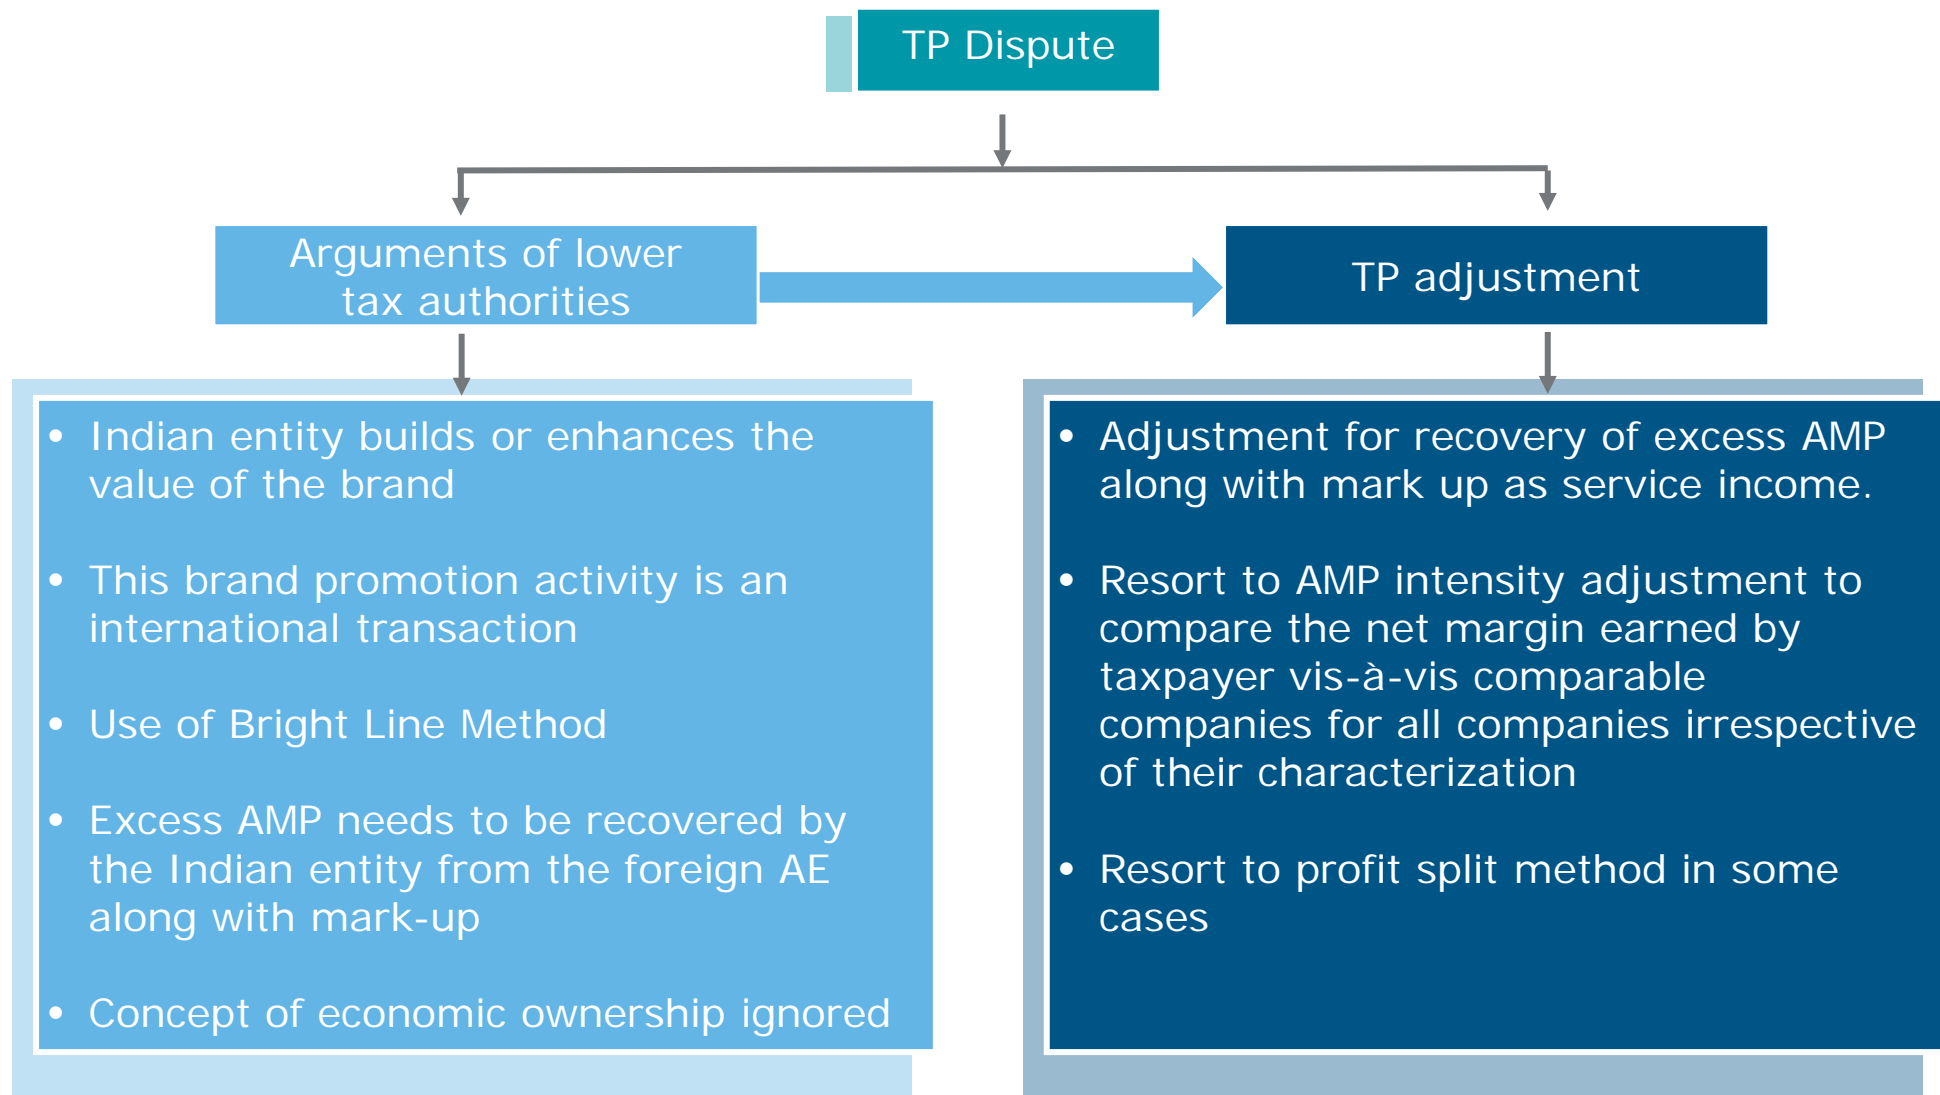 TP Dispute
Arguments of lower
tax authorities
TP adjustment
• Indian entity builds or enhances the
value of the brand
• This brand promotion activity is an
international transaction
• Use of Bright Line Method
• Excess AMP needs to be recovered by
the Indian entity from the foreign AE
along with mark-up
• Concept of economic ownership ignored
• Adjustment for recovery of excess AMP
along with mark up as service income.
• Resort to AMP intensity adjustment to
compare the net margin earned by
taxpayer vis-à-vis comparable
companies for all companies irrespective
of their characterization
• Resort to profit split method in some
cases